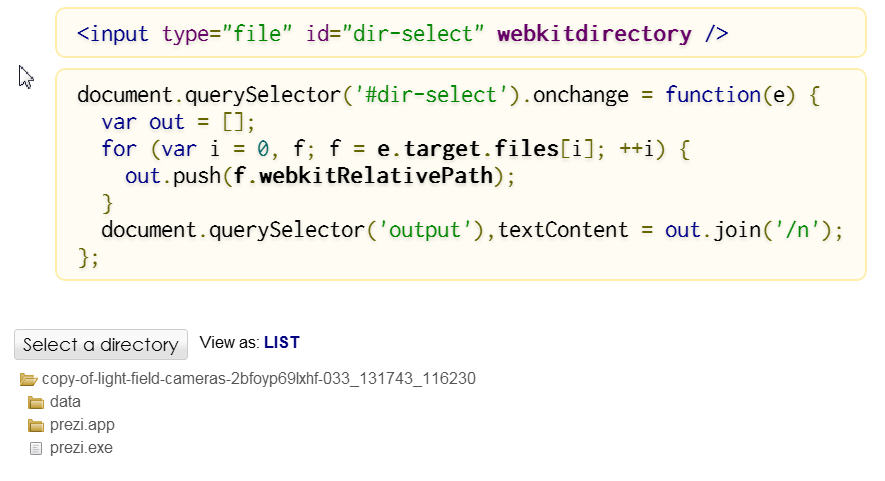 <input type="file" id="dir-select" webkitdirectory />
document.querySelector('#dir-select').onchange = function(e) {
var out = [];
for (var i = 0, f; f = e.target.files[i]; ++i) {
out.push(f.webkitRelativePath);
}
document.querySelector('output'),textContent = out.join('/n');
};
Select a directory View as: LIST
copy-of-light-field-cameras-2bfoyp69lxhf-033_131743_116230
data
prezi.app
prezi.exe